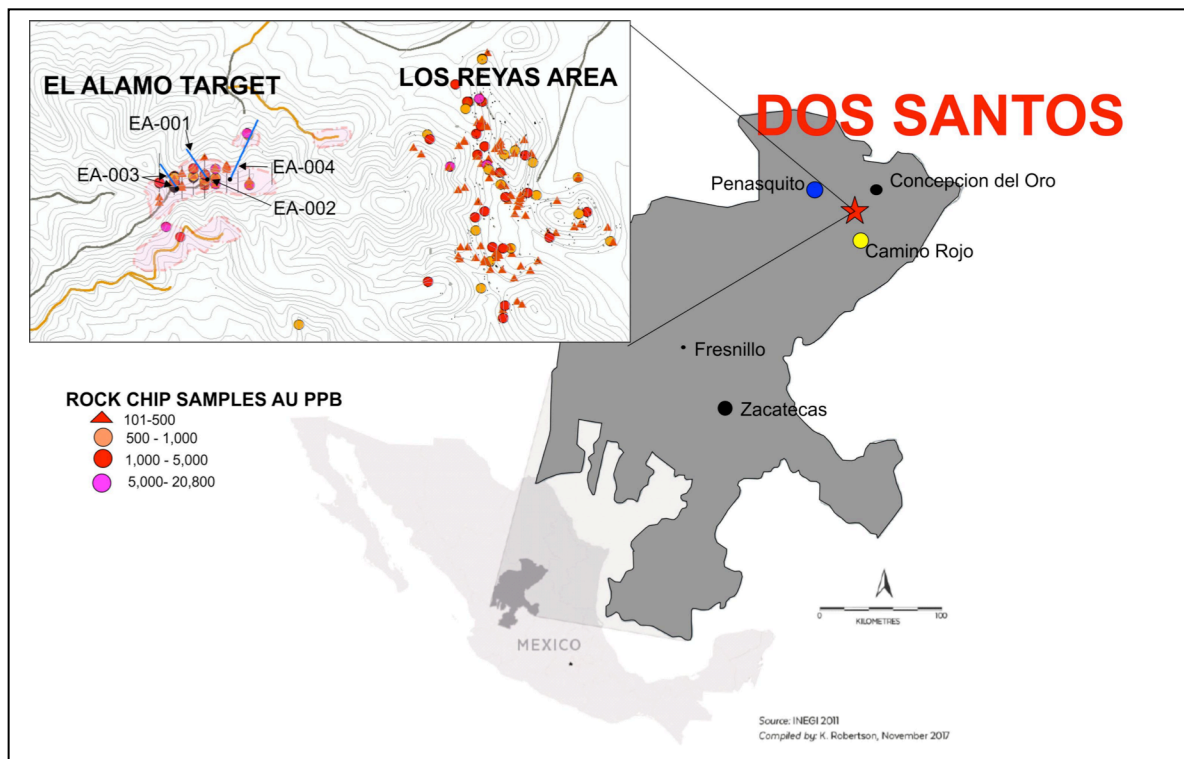 EL ALAMO TARGET
LOS REYAS AREA
EA-001
EA-003
EA-004
EA-002
DOS SANTOS
Penasquito
Concepcion del Oro
Camino Rojo
Fresnillo
Zacatecas
ROCK CHIP SAMPLES AU PPB
101-500
500 - 1,000
1,000 - 5,000
5,000- 20,800
MEXICO
0 100
KILOMETRES
Source: INEGI 2011
Compiled by: K. Robertson, November 2017